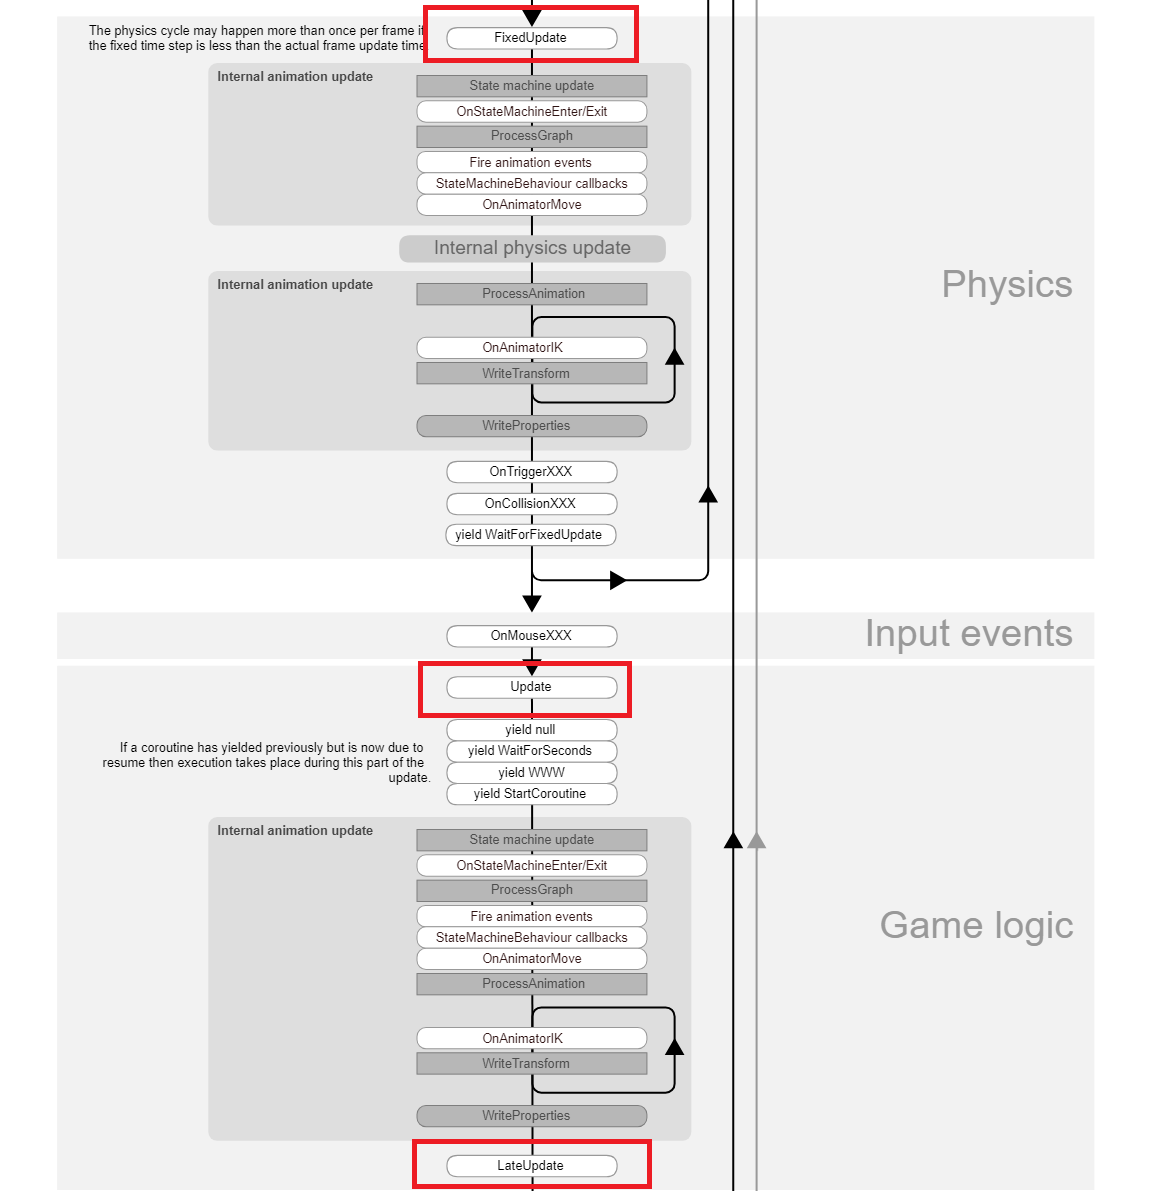 The physics cycle may happen more than once per frame if
the fixed time step is less than the actual frame update time
FixedUpdate
Internal animation update
State machine update
OnStateMachineEnter/Exit
ProcessGraph
Fire animation events
StateMachineBehaviour callbacks
OnAnimatorMove
Internal physics update
Physics
Internal animation update
ProcessAnimation
OnAnimatorIK
WriteTransform
WriteProperties
OnTriggerXXX
OnCollisionXXX
yield WaitForFixedUpdate
OnMouseXXX
Input events
Update
yield null
yield WaitForSeconds
yield WWW
yield StartCoroutine
If a coroutine has yielded previously but is now due to
resume then execution takes place during this part of the
update.
Internal animation update
State machine update
OnStateMachineEnter/Exit
ProcessGraph
Fire animation events
StateMachineBehaviour callbacks
OnAnimatorMove
Game logic
ProcessAnimation
OnAnimatorIK
WriteTransform
WriteProperties
LateUpdate